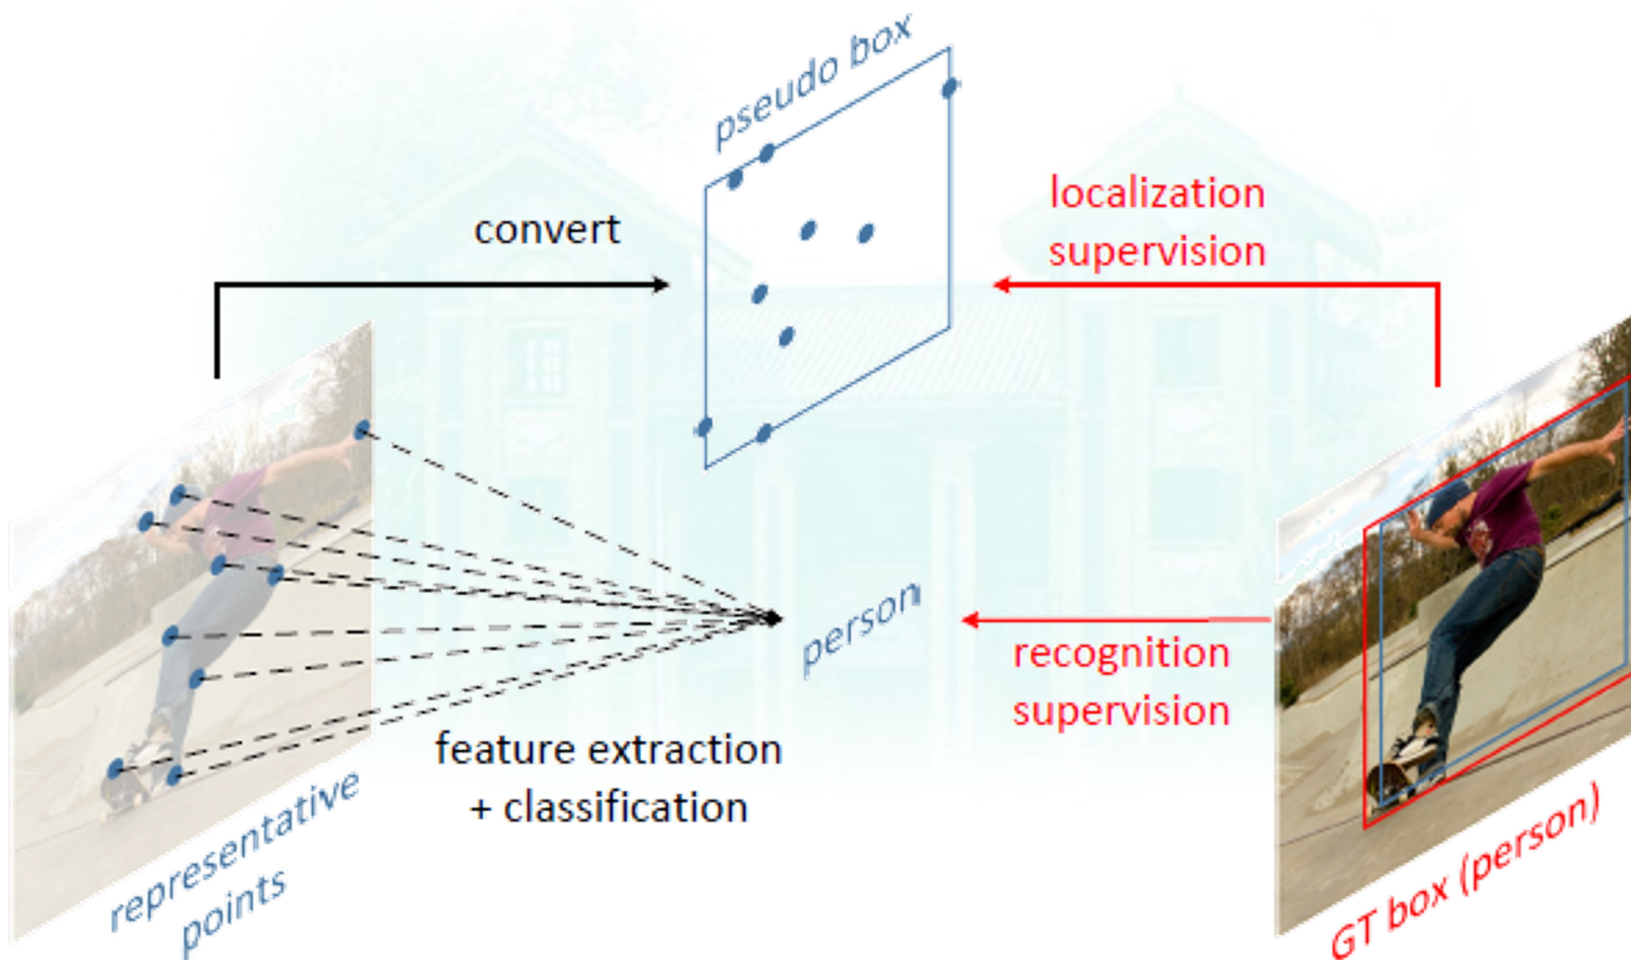 pseudo box
convert
localization
supervision
person
recognition
supervision
feature extraction
+ classification
representative
points
GT box (person)